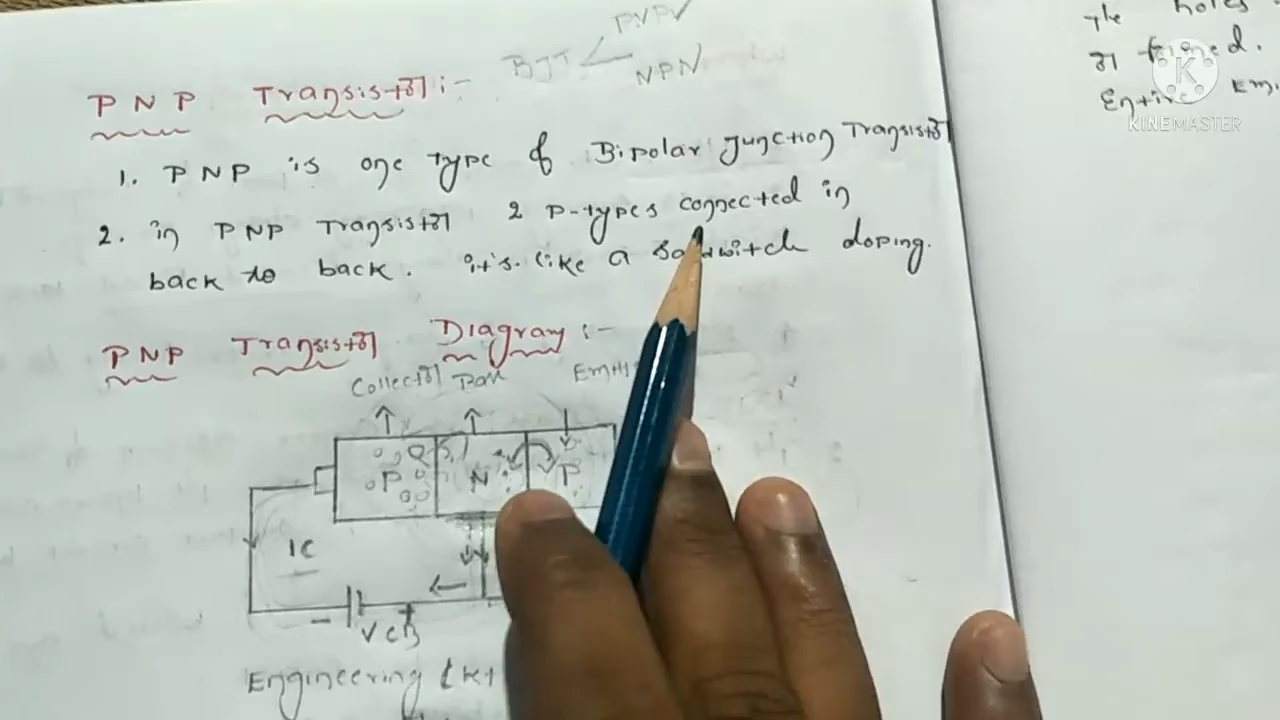 PNP
BJT
NPN
PNP Transistor :-
1. PNP is one type of Bipolar Junction Transistor
2. in PNP Transistor 2 P-types connected in
back to back. it's like a sandwitch doping.
PNP Transistor Diagram :-
Collector Base
P N P
IC
VCB
Engineering
The holes
formed.
KINEMASTER